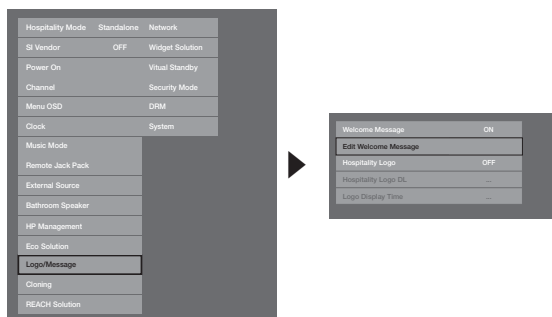 Hospitality Mode Standalone Network
SI Vendor OFF Widget Solution
Power On Vitual Standby
Channel Security Mode
Menu OSD DRM
Clock System
Music Mode
Remote Jack Pack
External Source
Bathroom Speaker
HP Management
Eco Solution
Logo/Message
Cloning
REACH Solution
Welcome Message ON
Edit Welcome Message
Hospitality Logo OFF
Hospitality Logo DL ...
Logo Display Time ...